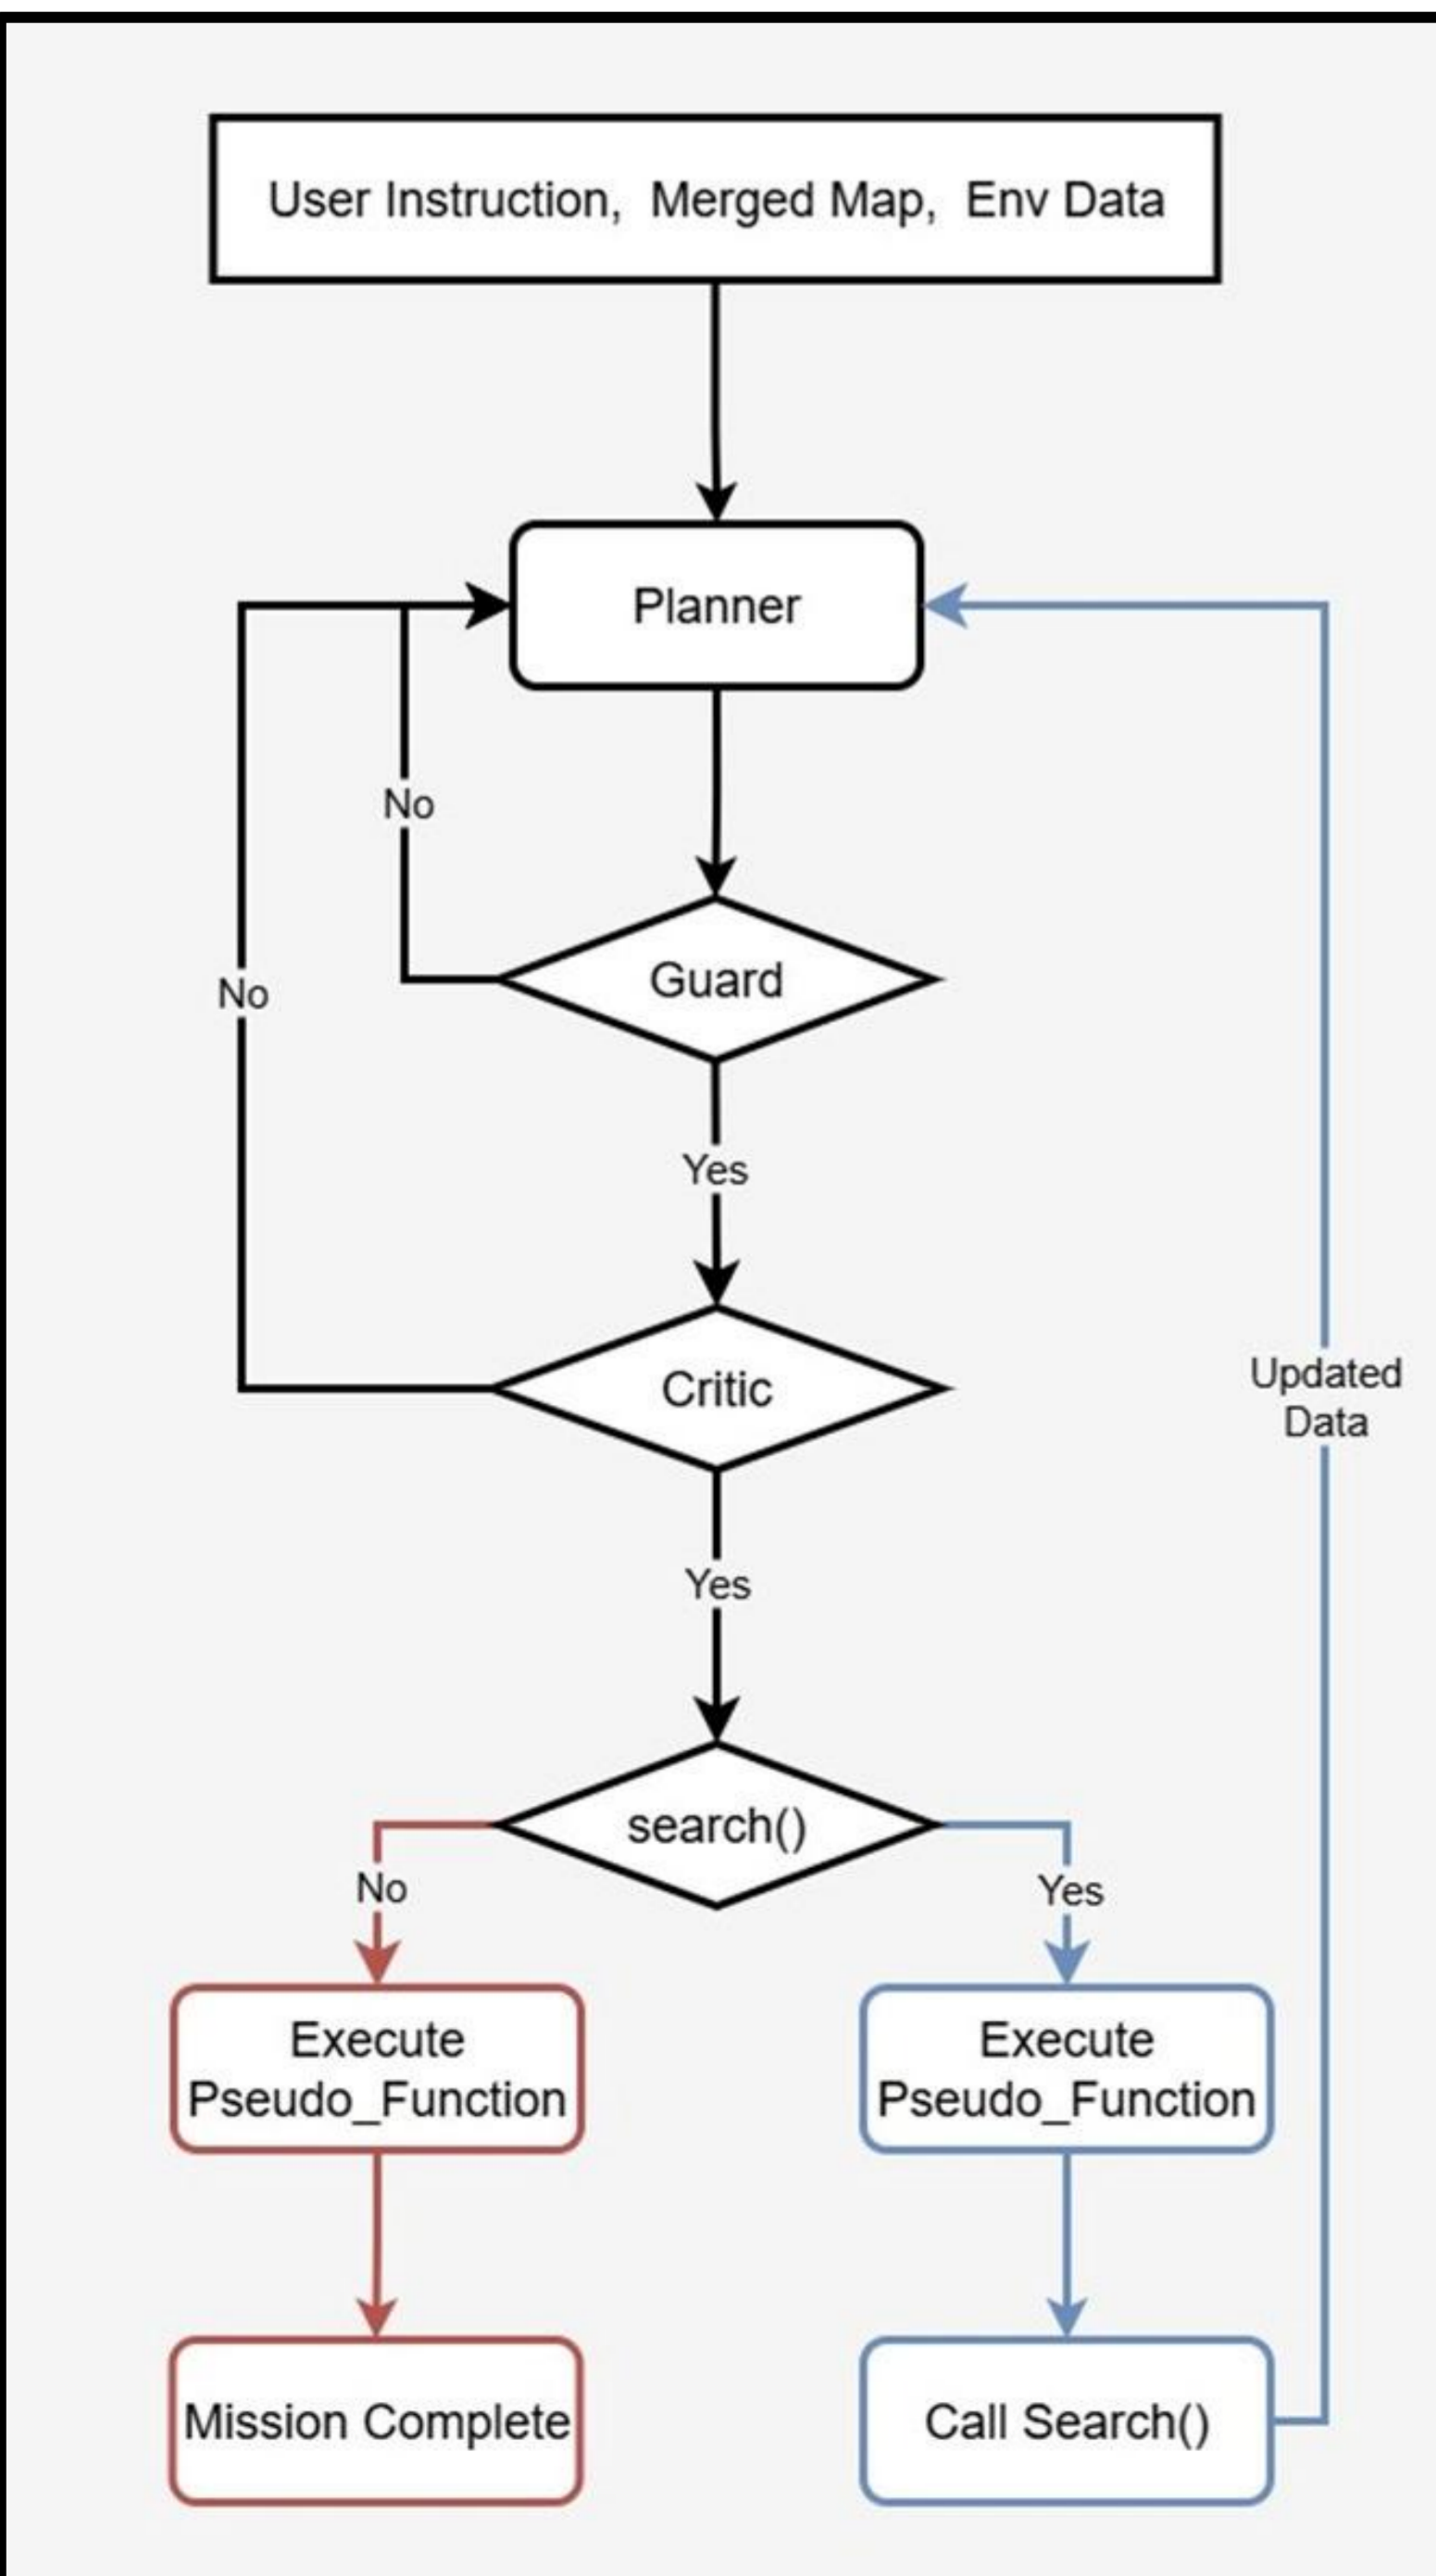 User Instruction, Merged Map, Env Data
Planner
No
Guard
No
Yes
Critic
Updated
Data
Yes
search()
No
Yes
Execute
Pseudo_Function
Execute
Pseudo_Function
Mission Complete
Call Search()